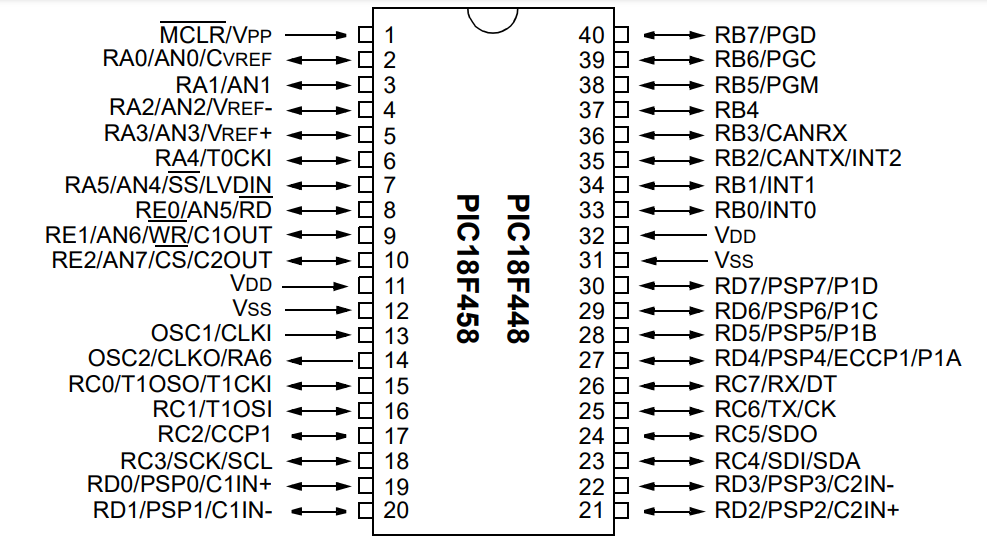 MCLR/VPP 1 40 RB7/PGD
RA0/AN0/CVREF 2 39 RB6/PGC
RA1/AN1 3 38 RB5/PGM
RA2/AN2/VREF- 4 37 RB4
RA3/AN3/VREF+ 5 36 RB3/CANRX
RA4/T0CKI 6 35 RB2/CANTX/INT2
RA5/AN4/SS/LVDIN 7 34 RB1/INT1
RE0/AN5/RD 8 33 RB0/INT0
RE1/AN6/WR/C1OUT 9 32 VDD
RE2/AN7/CS/C2OUT 10 31 VSS
VDD 11 30 RD7/PSP7/P1D
VSS 12 29 RD6/PSP6/P1C
OSC1/CLKI 13 28 RD5/PSP5/P1B
OSC2/CLKO/RA6 14 27 RD4/PSP4/ECCP1/P1A
RC0/T1OSO/T1CKI 15 26 RC7/RX/DT
RC1/T1OSI 16 25 RC6/TX/CK
RC2/CCP1 17 24 RC5/SDO
RC3/SCK/SCL 18 23 RC4/SDI/SDA
RD0/PSP0/C1IN+ 19 22 RD3/PSP3/C2IN-
RD1/PSP1/C1IN- 20 21 RD2/PSP2/C2IN+
PIC18F448
PIC18F458